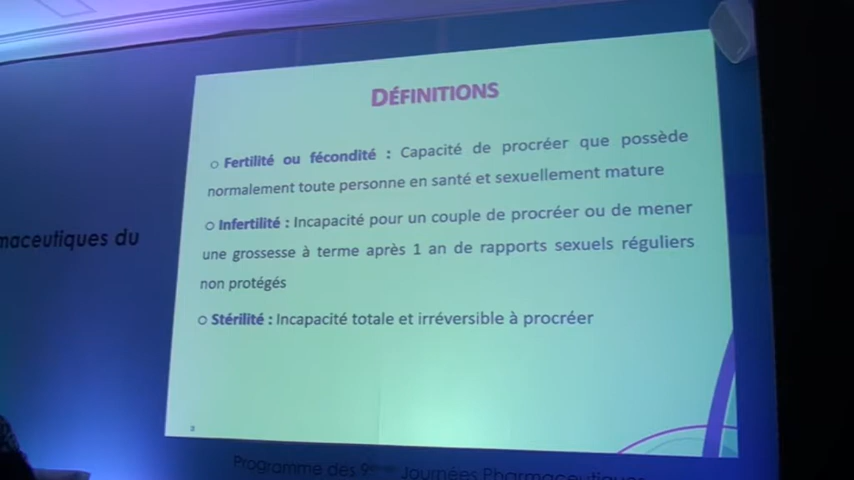 DÉFINITIONS
Fertilité ou fécondité : Capacité de procréer que possède
normalement toute personne en santé et sexuellement mature
Infertilité : Incapacité pour un couple de procréer ou de mener
une grossesse à terme après 1 an de rapports sexuels réguliers
non protégés
Stérilité : Incapacité totale et irréversible à procréer
maceutiques du
Programme des 9èmes Journées Pharmaceutiques